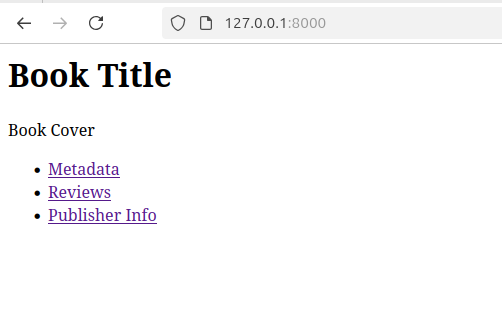 127.0.0.1:8000
Book Title
Book Cover
Metadata
Reviews
Publisher Info